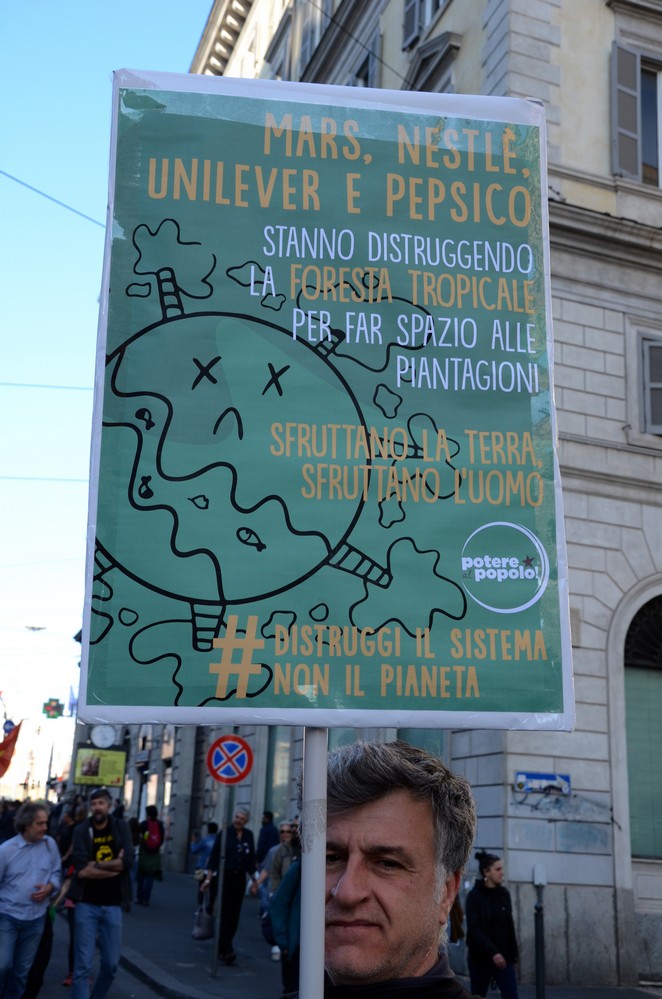 MARS, NESTLÈ,
UNILEVER E PEPSICO
STANNO DISTRUGGENDO
LA FORESTA TROPICALE
PER FAR SPAZIO ALLE
PIANTAGIONI
SFRUTTANO LA TERRA,
SFRUTTANO L'UOMO
potere
al popolo!
# DISTRUGGI IL SISTEMA
NON IL PIANETA